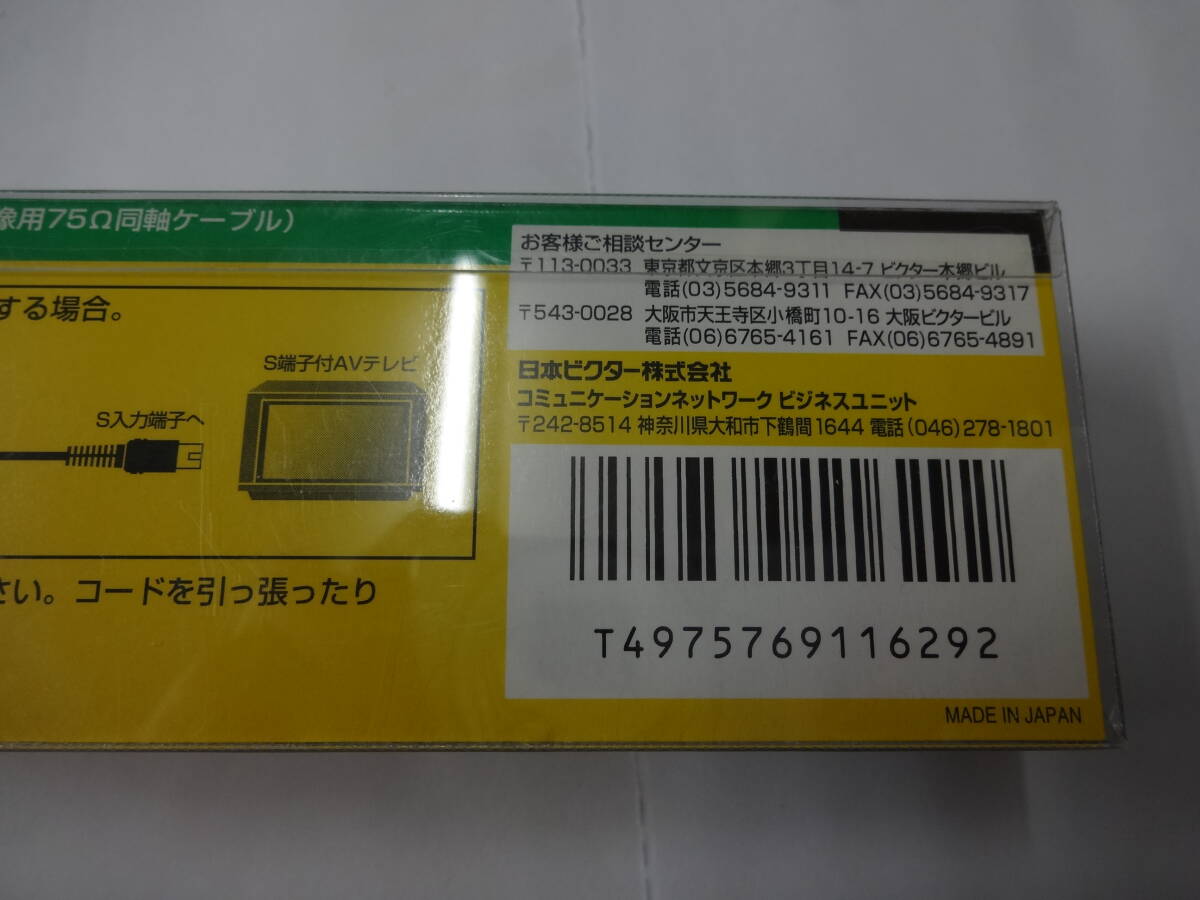 像用75Ω同軸ケーブル）
する場合。
S端子付AVテレビ
S入力端子へ
さい。コードを引っ張ったり
お客様ご相談センター
〒113-0033 東京都文京区本郷3丁目14-7 ビクター本郷ビル
電話(03)5684-9311 FAX(03)5684-9317
〒543-0028 大阪市天王寺区小橋町10-16 大阪ビクタービル
電話(06)6765-4161 FAX(06)6765-4891
日本ビクター株式会社
コミュニケーションネットワーク ビジネスユニット
〒242-8514 神奈川県大和市下鶴間1644 電話(046)278-1801
T4975769116292
MADE IN JAPAN